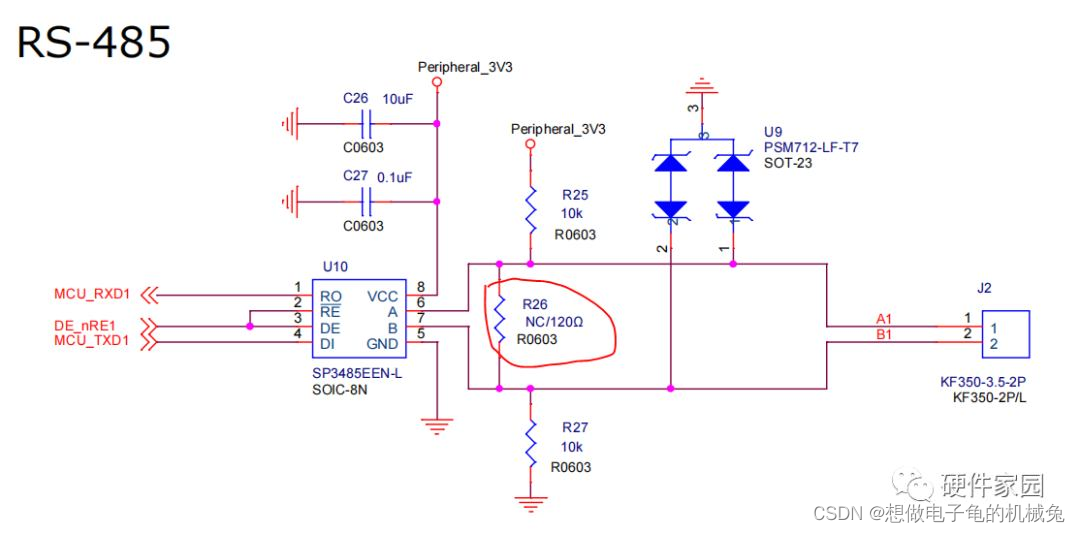 RS-485
Peripheral_3V3
C26 10uF
C0603
Peripheral_3V3
C27 0.1uF
C0603
R25
10k
R0603
3
3
U9
PSM712-LF-T7
SOT-23
2
1
2
1
U10
MCU_RXD1
DE_nRE1
MCU_TXD1
1 RO VCC 8
2 RE A 6
3 DE B 7
4 DI GND 5
SP3485EEN-L
SOIC-8N
R26
NC/120Ω
R0603
J2
A1 1 1
B1 2 2
KF350-3.5-2P
KF350-2P/L
R27
10k
R0603
硬件家园
CSDN @想做电子龟的机械兔